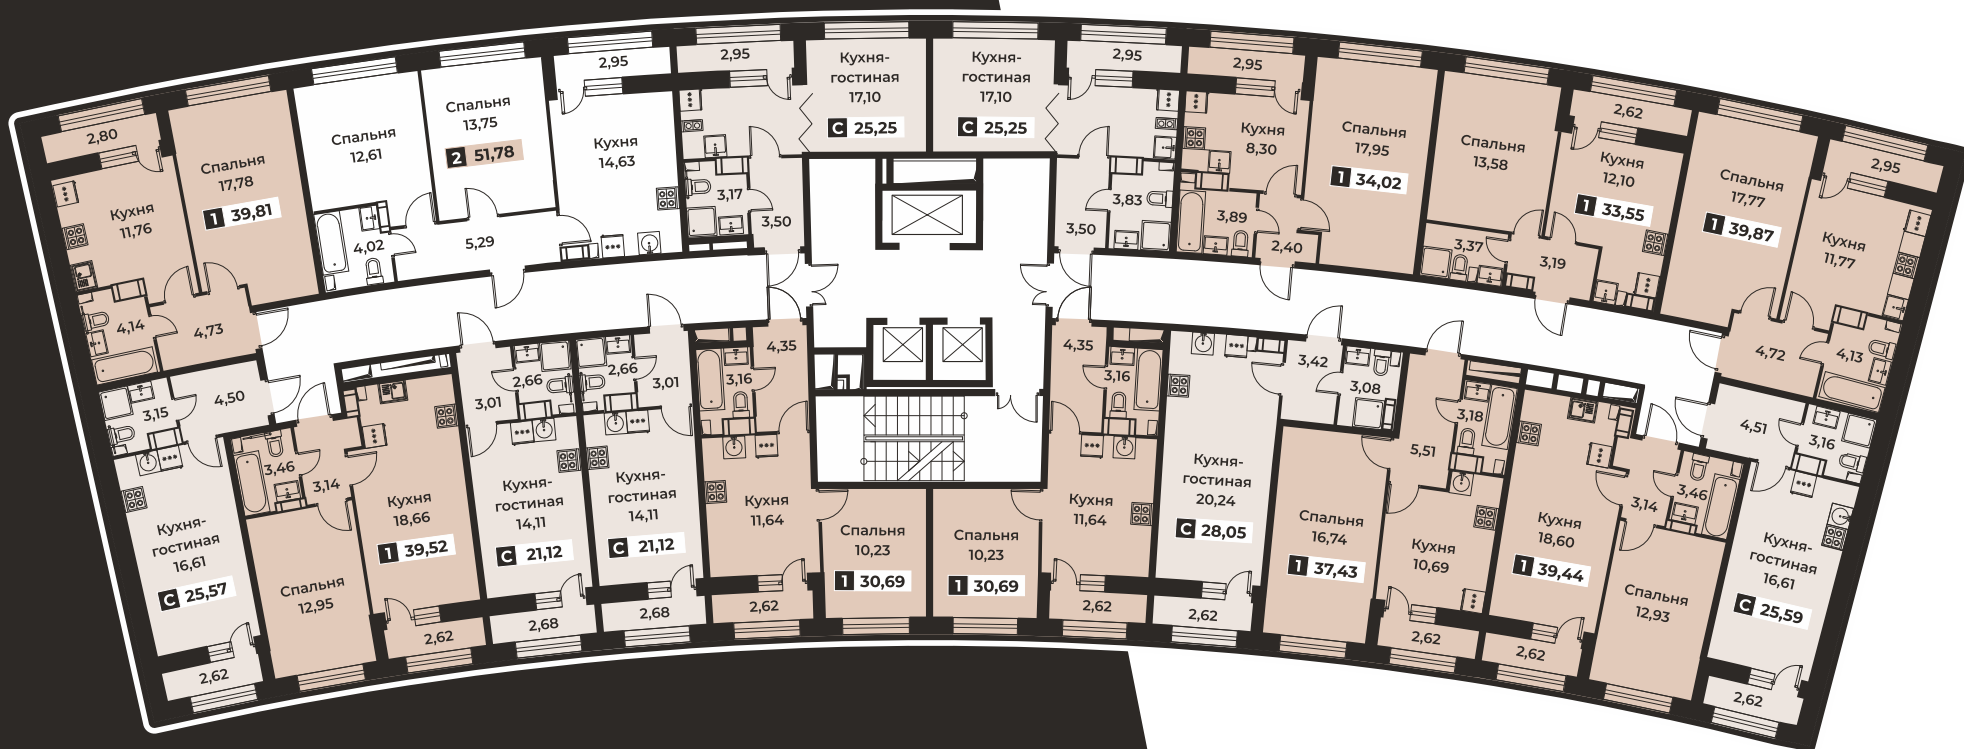 2,80
Кухня
11,76
Спальня
17,78
1 39,81
4,14
4,73
Спальня
12,61
Спальня
13,75
2 51,78
2,95
Кухня
14,63
4,02
5,29
2,95
Кухня-
гостиная
17,10
С 25,25
3,17
3,50
Кухня-
гостиная
17,10
С 25,25
2,95
3,83
3,50
2,95
Кухня
8,30
Спальня
17,95
1 34,02
3,89
2,40
Спальня
13,58
2,62
Кухня
12,10
1 33,55
3,37
3,19
Спальня
17,77
1 39,87
2,95
Кухня
11,77
4,72
4,13
3,15
4,50
Кухня-
гостиная
16,61
С 25,57
2,62
3,46
3,14
Спальня
12,95
Кухня
18,66
1 39,52
2,62
2,66
3,01
Кухня-
гостиная
14,11
С 21,12
2,68
2,66
3,01
Кухня-
гостиная
14,11
С 21,12
2,68
4,35
3,16
Кухня
11,64
2,62
Спальня
10,23
1 30,69
Спальня
10,23
1 30,69
4,35
3,16
Кухня
11,64
2,62
3,42
3,08
Кухня-
гостиная
20,24
С 28,05
2,62
Спальня
16,74
1 37,43
3,18
5,51
Кухня
10,69
2,62
Кухня
18,60
1 39,44
2,62
3,14
3,46
Спальня
12,93
4,51
3,16
Кухня-
гостиная
16,61
С 25,59
2,62